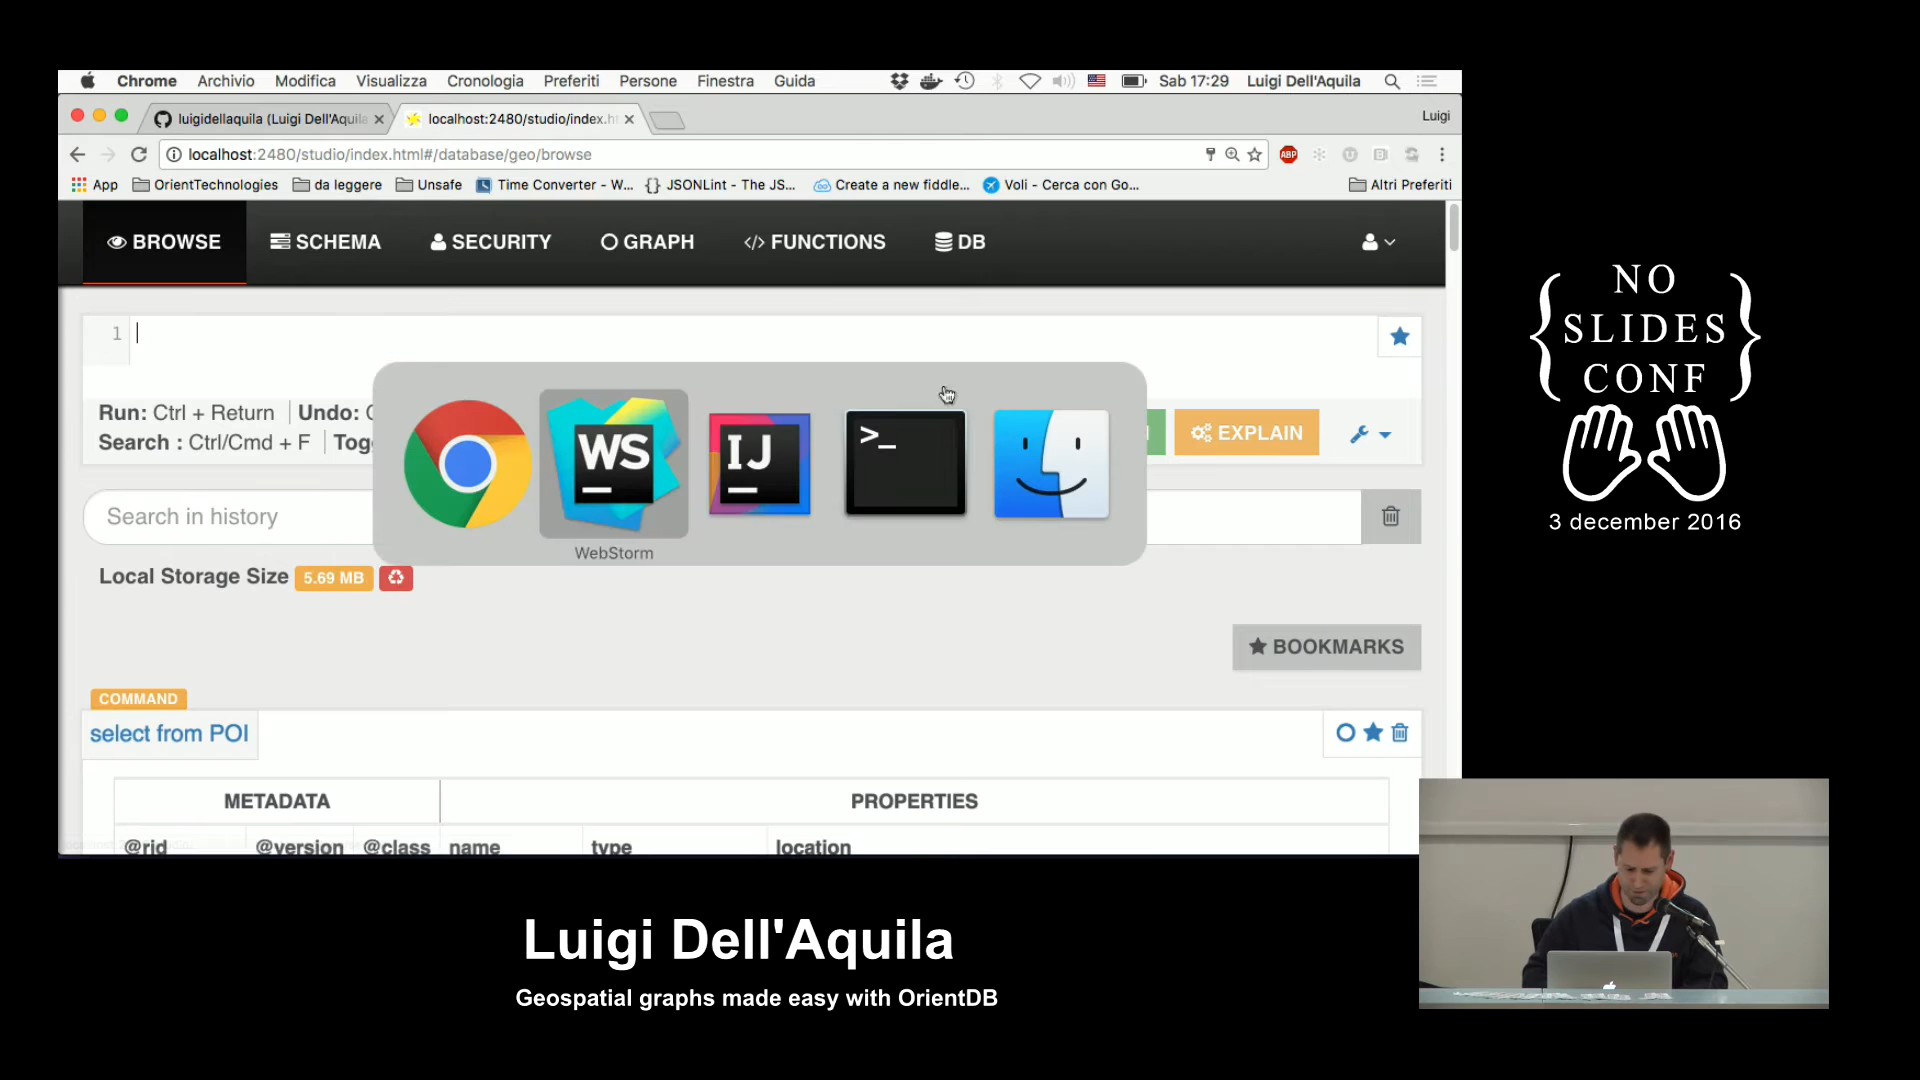 Chrome Archivio Modifica Visualizza Cronologia Preferiti Persone Finestra Guida Sab 17:29 Luigi Dell'Aquila
luigidellaquila (Luigi Dell'Aquila localhost:2480/studio/index.h Luigi
localhost:2480/studio/index.html#/database/geo/browse ABP
App OrientTechnologies da leggere Unsafe Time Converter - W... JSONLint - The JS... Create a new fiddle... Voli - Cerca con Go... Altri Preferiti
BROWSE SCHEMA SECURITY GRAPH FUNCTIONS DB
1
Run: Ctrl + Return Undo:
Search : Ctrl/Cmd + F Togg
EXPLAIN
WS
IJ
>_
WebStorm
Search in history
Local Storage Size 5.69 MB
BOOKMARKS
COMMAND
select from POI
METADATA PROPERTIES
@rid @version @class name type location
NO
SLIDES
CONF
3 december 2016
Luigi Dell'Aquila
Geospatial graphs made easy with OrientDB